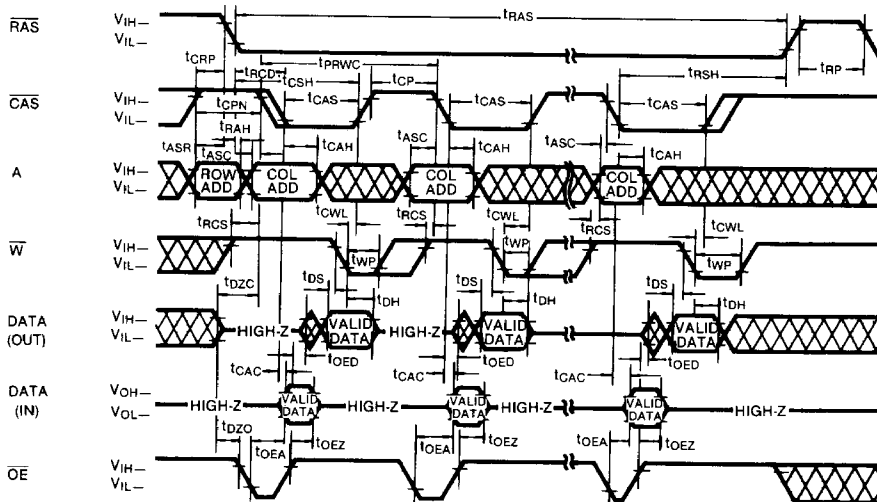 RAS VIH— VIL— tRAS tRP
tCRP tRCD tPRWC tCSH tCP tRSH
CAS VIH— VIL— tCPN tCAS tCAS tCAS
tRAH tASR tASC tCAH tASC tCAH tASC tCAH
A VIH— VIL— ROW ADD COL ADD COL ADD COL ADD
tRCS tCWL tRCS tCWL tRCS tCWL
W VIH— VIL— tWP tWP tWP
tDZC tDS tDH tDS tDH tDS tDH
DATA (OUT) VIH— VIL— HIGH-Z VALID DATA HIGH-Z VALID DATA VALID DATA
tOED tOED tOED
tCAC tCAC tCAC
DATA (IN) VOH— VOL— HIGH-Z VALID DATA HIGH-Z VALID DATA HIGH-Z VALID DATA HIGH-Z
tDZO tOEA tOEZ tOEA tOEZ tOEA tOEZ
OE VIH— VIL—